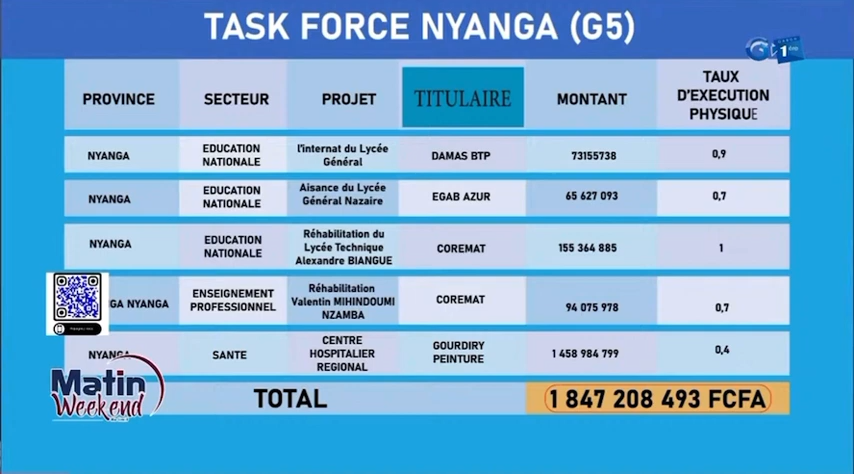 TASK FORCE NYANGA (G5)
1ère
PROVINCE SECTEUR PROJET TITULAIRE MONTANT TAUX D'EXECUTION PHYSIQUE
NYANGA EDUCATION NATIONALE l'internat du Lycée Général DAMAS BTP 73155738 0,9
NYANGA EDUCATION NATIONALE Aisance du Lycée Général Nazaire EGAB AZUR 65 627 093 0,7
NYANGA EDUCATION NATIONALE Réhabilitation du Lycée Technique Alexandre BIANGUE COREMAT 155 364 885 1
NYANGA ENSEIGNEMENT PROFESSIONNEL Réhabilitation Valentin MIHINDOUMI NZAMBA COREMAT 94 075 978 0,7
NYANGA SANTE CENTRE HOSPITALIER REGIONAL GOURDIRY PEINTURE 1 458 984 799 0,4
TOTAL 1 847 208 493 FCFA
Matin
Weekend